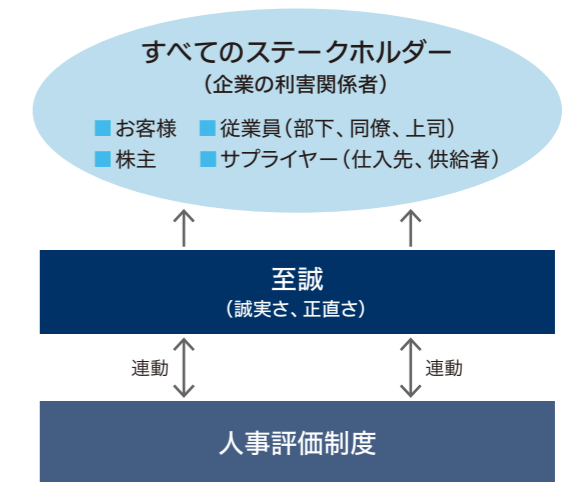 すべてのステークホルダー
(企業の利害関係者)
■お客様 ■従業員(部下、同僚、上司)
■株主 ■サプライヤー(仕入先、供給者)
至誠
(誠実さ、正直さ)
連動 連動
人事評価制度